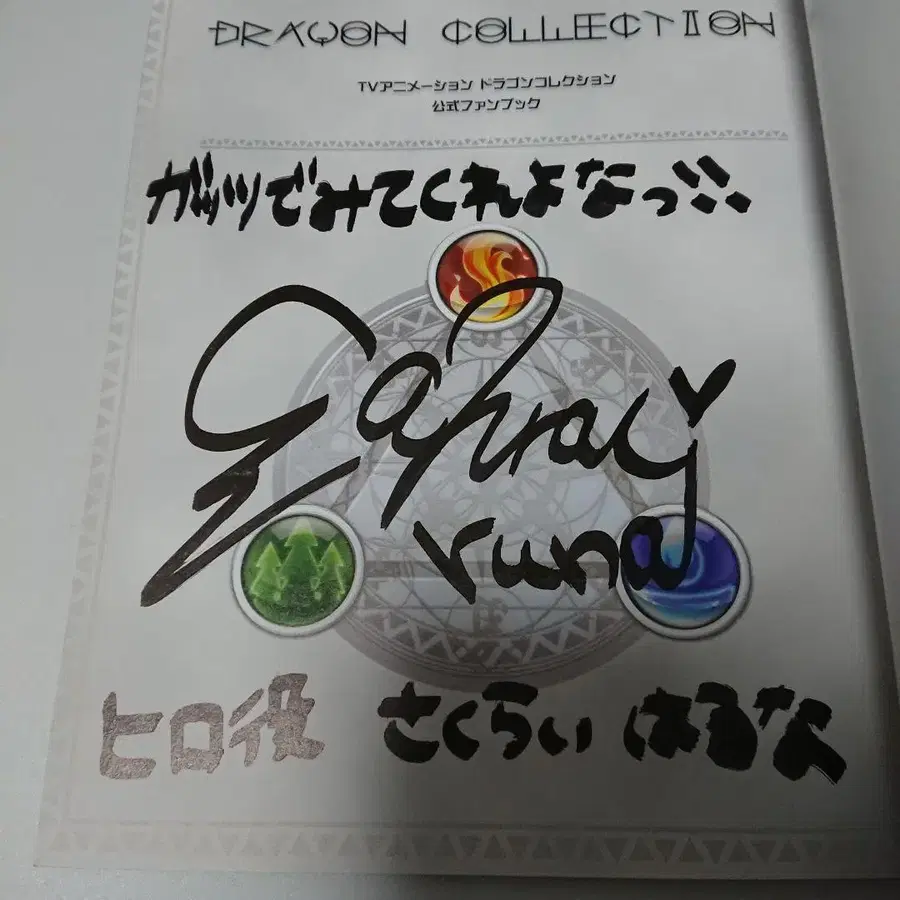 DRAGON COLLECTION
TVアニメーション ドラゴンコレクション
公式ファンブック
ガッツでみてくれよなっ!!
runa
ヒロ役 さくらい はるな